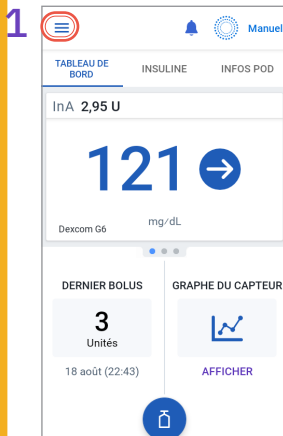 1
Manuel
TABLEAU DE
BORD
INSULINE
INFOS POD
InA 2,95 U
121
mg/dL
Dexcom G6
DERNIER BOLUS
GRAPHE DU CAPTEUR
3
Unités
18 août (22:43)
AFFICHER